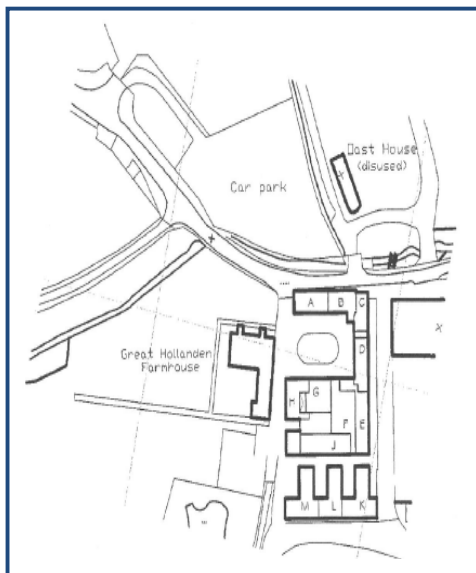 Oast House
(disused)
Car park
A B C
D
Great Hollanden
Farmhouse
H G
F E
J
M L K